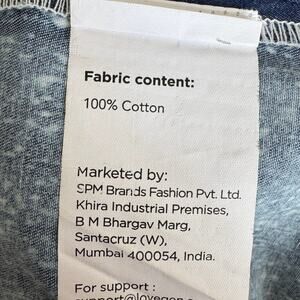 Fabric content:
100% Cotton
Marketed by:
SPM Brands Fashion Pvt. Ltd.
Khira Industrial Premises,
B M Bhargav Marg,
Santacruz (W),
Mumbai 400054, India.
For support :